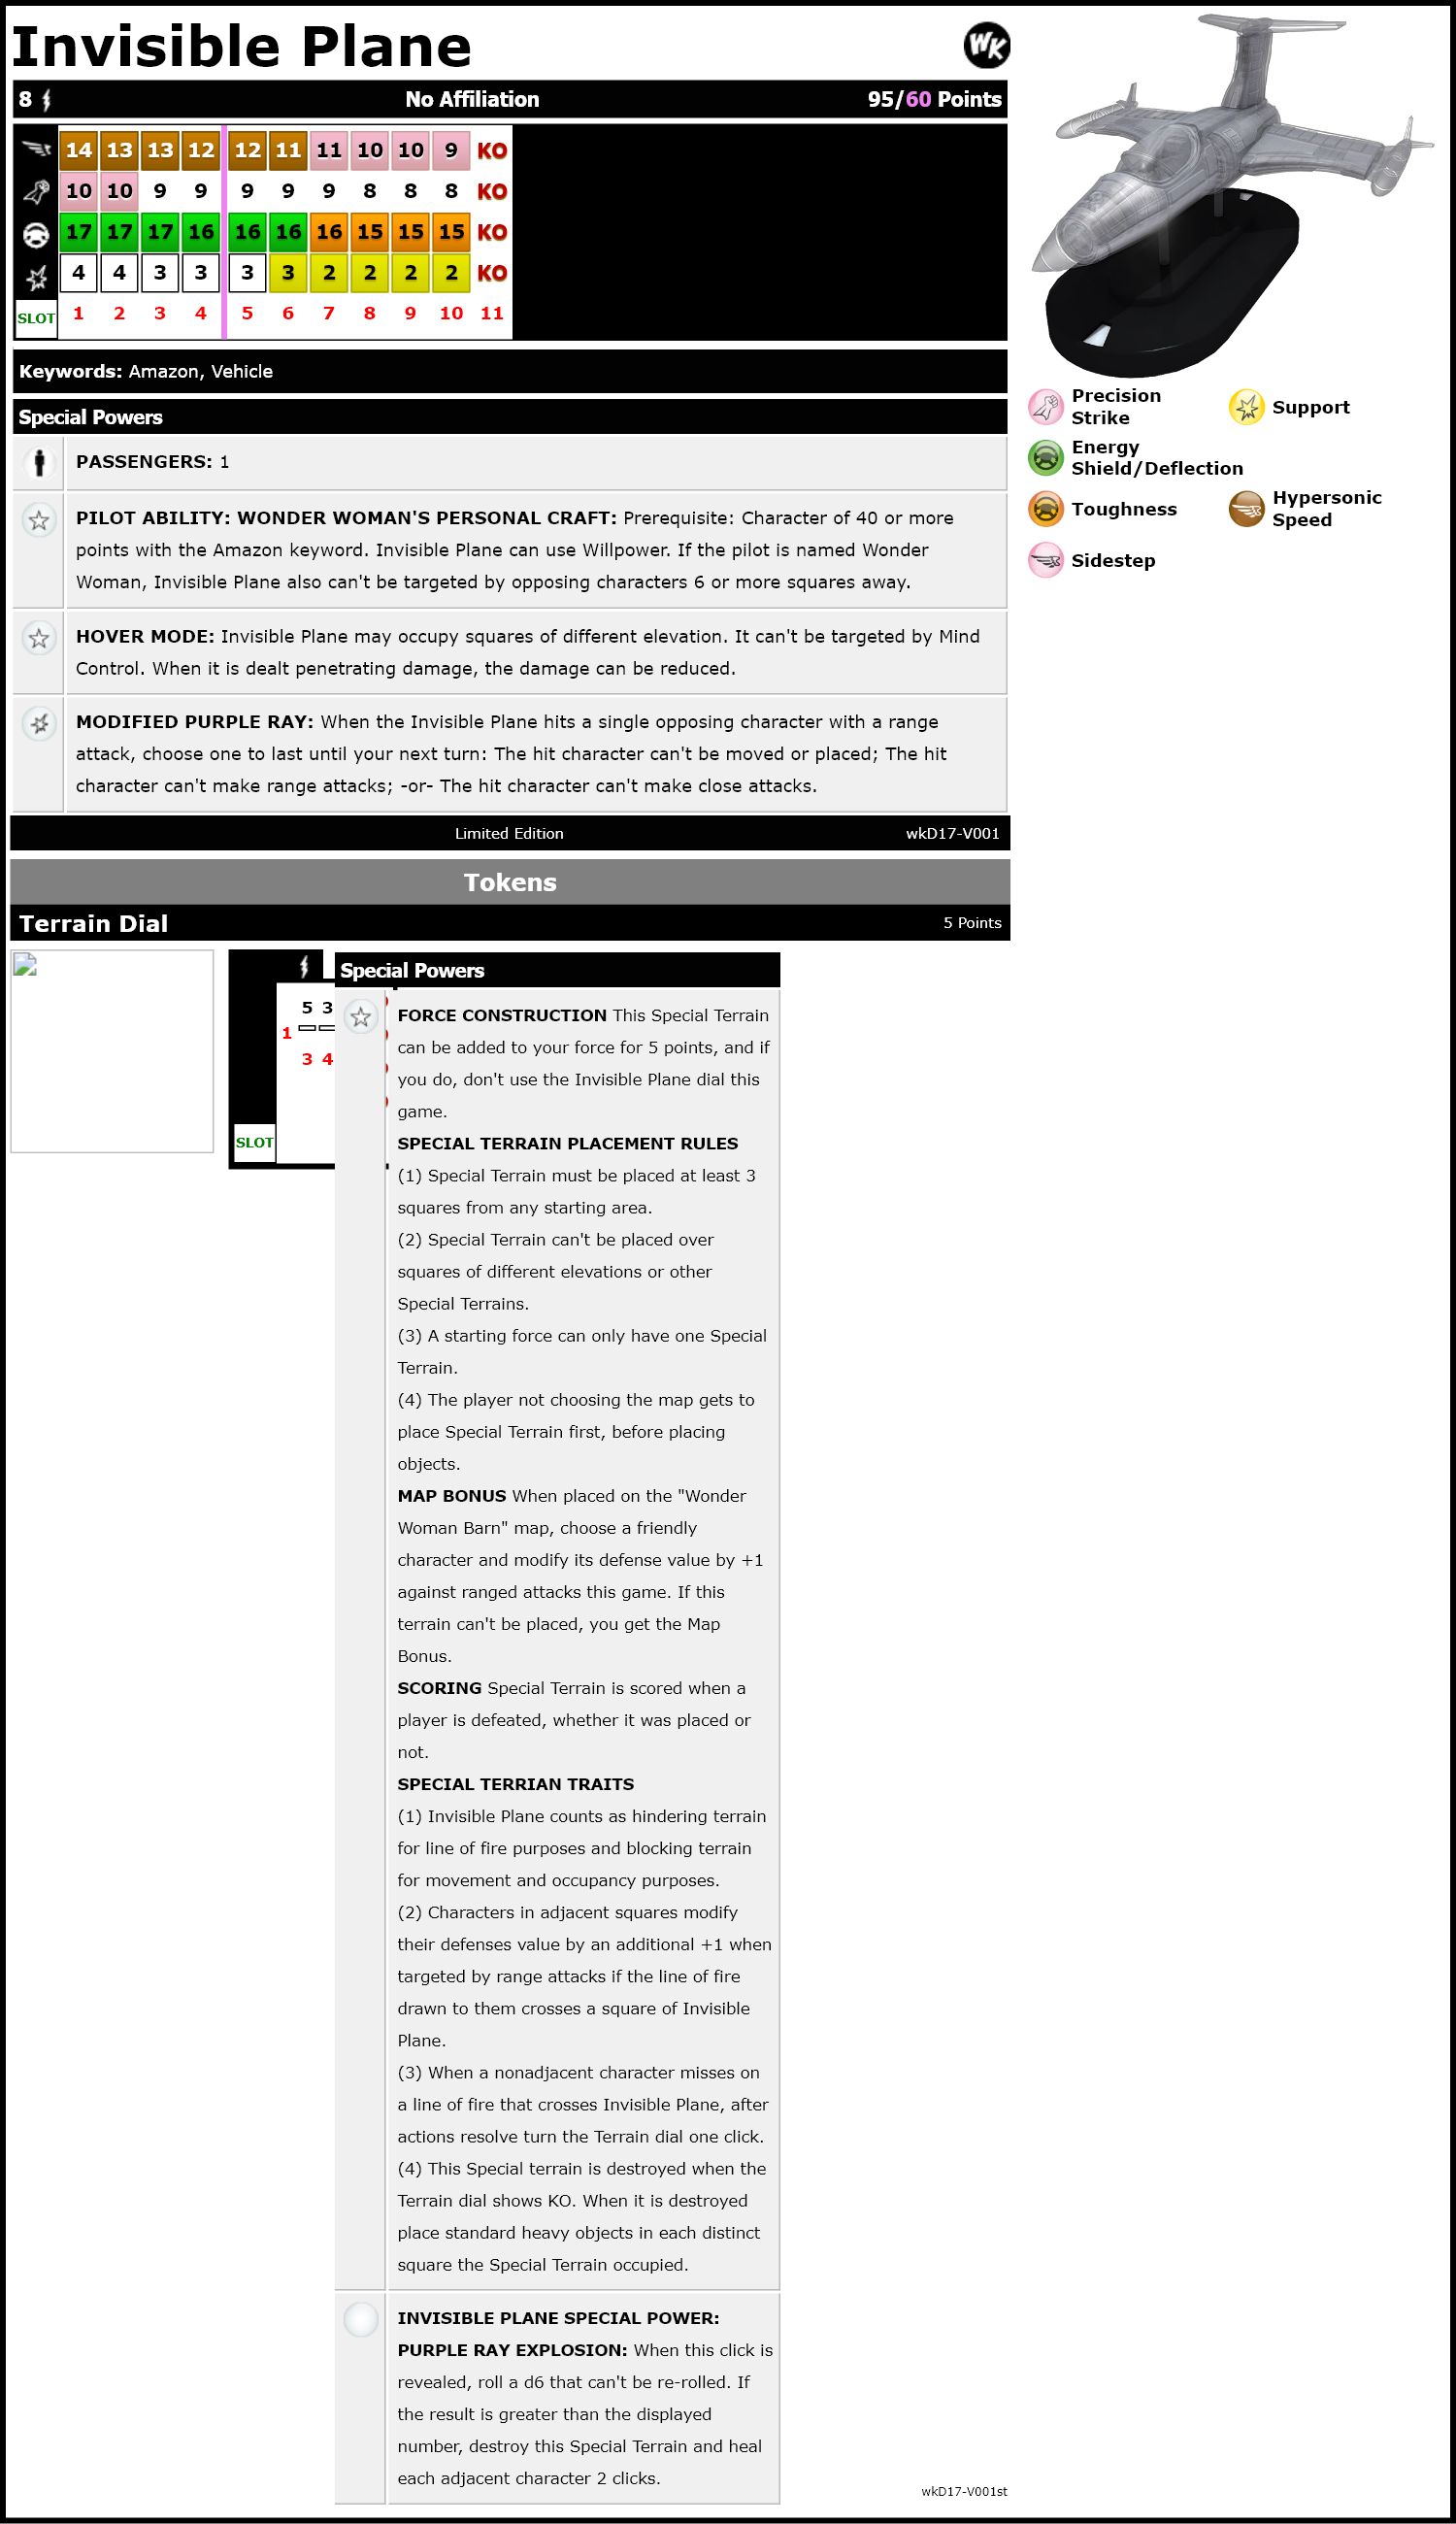 Invisible Plane
WK
8 No Affiliation 95/60 Points
14 13 13 12 12 11 11 10 10 9 KO
10 10 9 9 9 9 9 8 8 8 KO
17 17 17 16 16 16 16 15 15 15 KO
4 4 3 3 3 3 2 2 2 2 KO
SLOT 1 2 3 4 5 6 7 8 9 10 11
Keywords: Amazon, Vehicle
Special Powers
PASSENGERS: 1
PILOT ABILITY: WONDER WOMAN'S PERSONAL CRAFT: Prerequisite: Character of 40 or more
points with the Amazon keyword. Invisible Plane can use Willpower. If the pilot is named Wonder
Woman, Invisible Plane also can't be targeted by opposing characters 6 or more squares away.
HOVER MODE: Invisible Plane may occupy squares of different elevation. It can't be targeted by Mind
Control. When it is dealt penetrating damage, the damage can be reduced.
MODIFIED PURPLE RAY: When the Invisible Plane hits a single opposing character with a range
attack, choose one to last until your next turn: The hit character can't be moved or placed; The hit
character can't make range attacks; -or- The hit character can't make close attacks.
Limited Edition wkD17-V001
Precision
Strike
Support
Energy
Shield/Deflection
Toughness
Hypersonic
Speed
Sidestep
Tokens
Terrain Dial 5 Points
5 3
1
3 4
SLOT
Special Powers
FORCE CONSTRUCTION This Special Terrain
can be added to your force for 5 points, and if
you do, don't use the Invisible Plane dial this
game.
SPECIAL TERRAIN PLACEMENT RULES
(1) Special Terrain must be placed at least 3
squares from any starting area.
(2) Special Terrain can't be placed over
squares of different elevations or other
Special Terrains.
(3) A starting force can only have one Special
Terrain.
(4) The player not choosing the map gets to
place Special Terrain first, before placing
objects.
MAP BONUS When placed on the "Wonder
Woman Barn" map, choose a friendly
character and modify its defense value by +1
against ranged attacks this game. If this
terrain can't be placed, you get the Map
Bonus.
SCORING Special Terrain is scored when a
player is defeated, whether it was placed or
not.
SPECIAL TERRIAN TRAITS
(1) Invisible Plane counts as hindering terrain
for line of fire purposes and blocking terrain
for movement and occupancy purposes.
(2) Characters in adjacent squares modify
their defenses value by an additional +1 when
targeted by range attacks if the line of fire
drawn to them crosses a square of Invisible
Plane.
(3) When a nonadjacent character misses on
a line of fire that crosses Invisible Plane, after
actions resolve turn the Terrain dial one click.
(4) This Special terrain is destroyed when the
Terrain dial shows KO. When it is destroyed
place standard heavy objects in each distinct
square the Special Terrain occupied.
INVISIBLE PLANE SPECIAL POWER:
PURPLE RAY EXPLOSION: When this click is
revealed, roll a d6 that can't be re-rolled. If
the result is greater than the displayed
number, destroy this Special Terrain and heal
each adjacent character 2 clicks.
wkD17-V001st